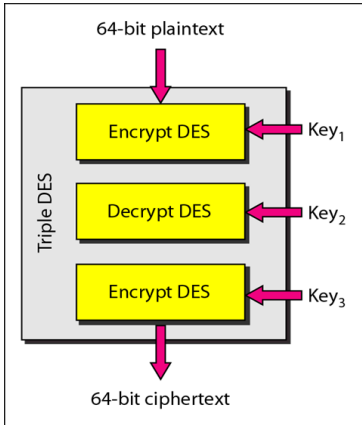 64-bit plaintext
Triple DES
Encrypt DES
Key1
Decrypt DES
Key2
Encrypt DES
Key3
64-bit ciphertext